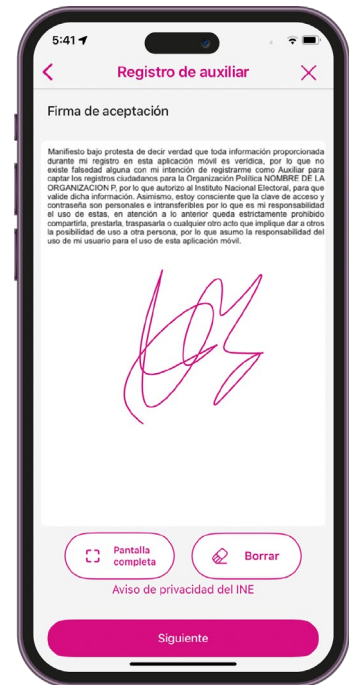 5:41
Registro de auxiliar
Firma de aceptación
Manifiesto bajo protesta de decir verdad que toda información proporcionada
durante mi registro en esta aplicación móvil es verídica, por lo que no
existe falsedad alguna con mi intención de registrarme como Auxiliar para
captar los registros ciudadanos para la Organización Política NOMBRE DE LA
ORGANIZACION P, por lo que autorizo al Instituto Nacional Electoral, para que
valide dicha información. Asimismo, estoy consciente que la clave de acceso y
contraseña son personales e intransferibles por lo que es mi responsabilidad
el uso de estas, en atención a lo anterior queda estrictamente prohibido
compartirla, prestarla, traspasarla o cualquier otro acto que implique dar a otros
la posibilidad de uso a otra persona, por lo que asumo la responsabilidad del
uso de mi usuario para el uso de esta aplicación móvil.
Pantalla
completa
Borrar
Aviso de privacidad del INE
Siguiente